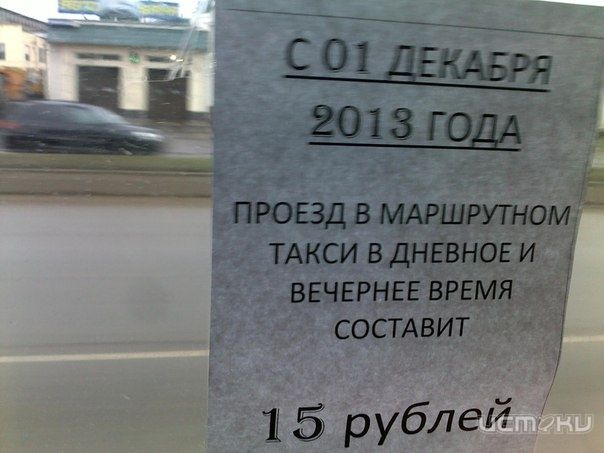 С 01 ДЕКАБРЯ
2013 ГОДА
ПРОЕЗД В МАРШРУТНОМ
ТАКСИ В ДНЕВНОЕ И
ВЕЧЕРНЕЕ ВРЕМЯ
СОСТАВИТ
15 рублей